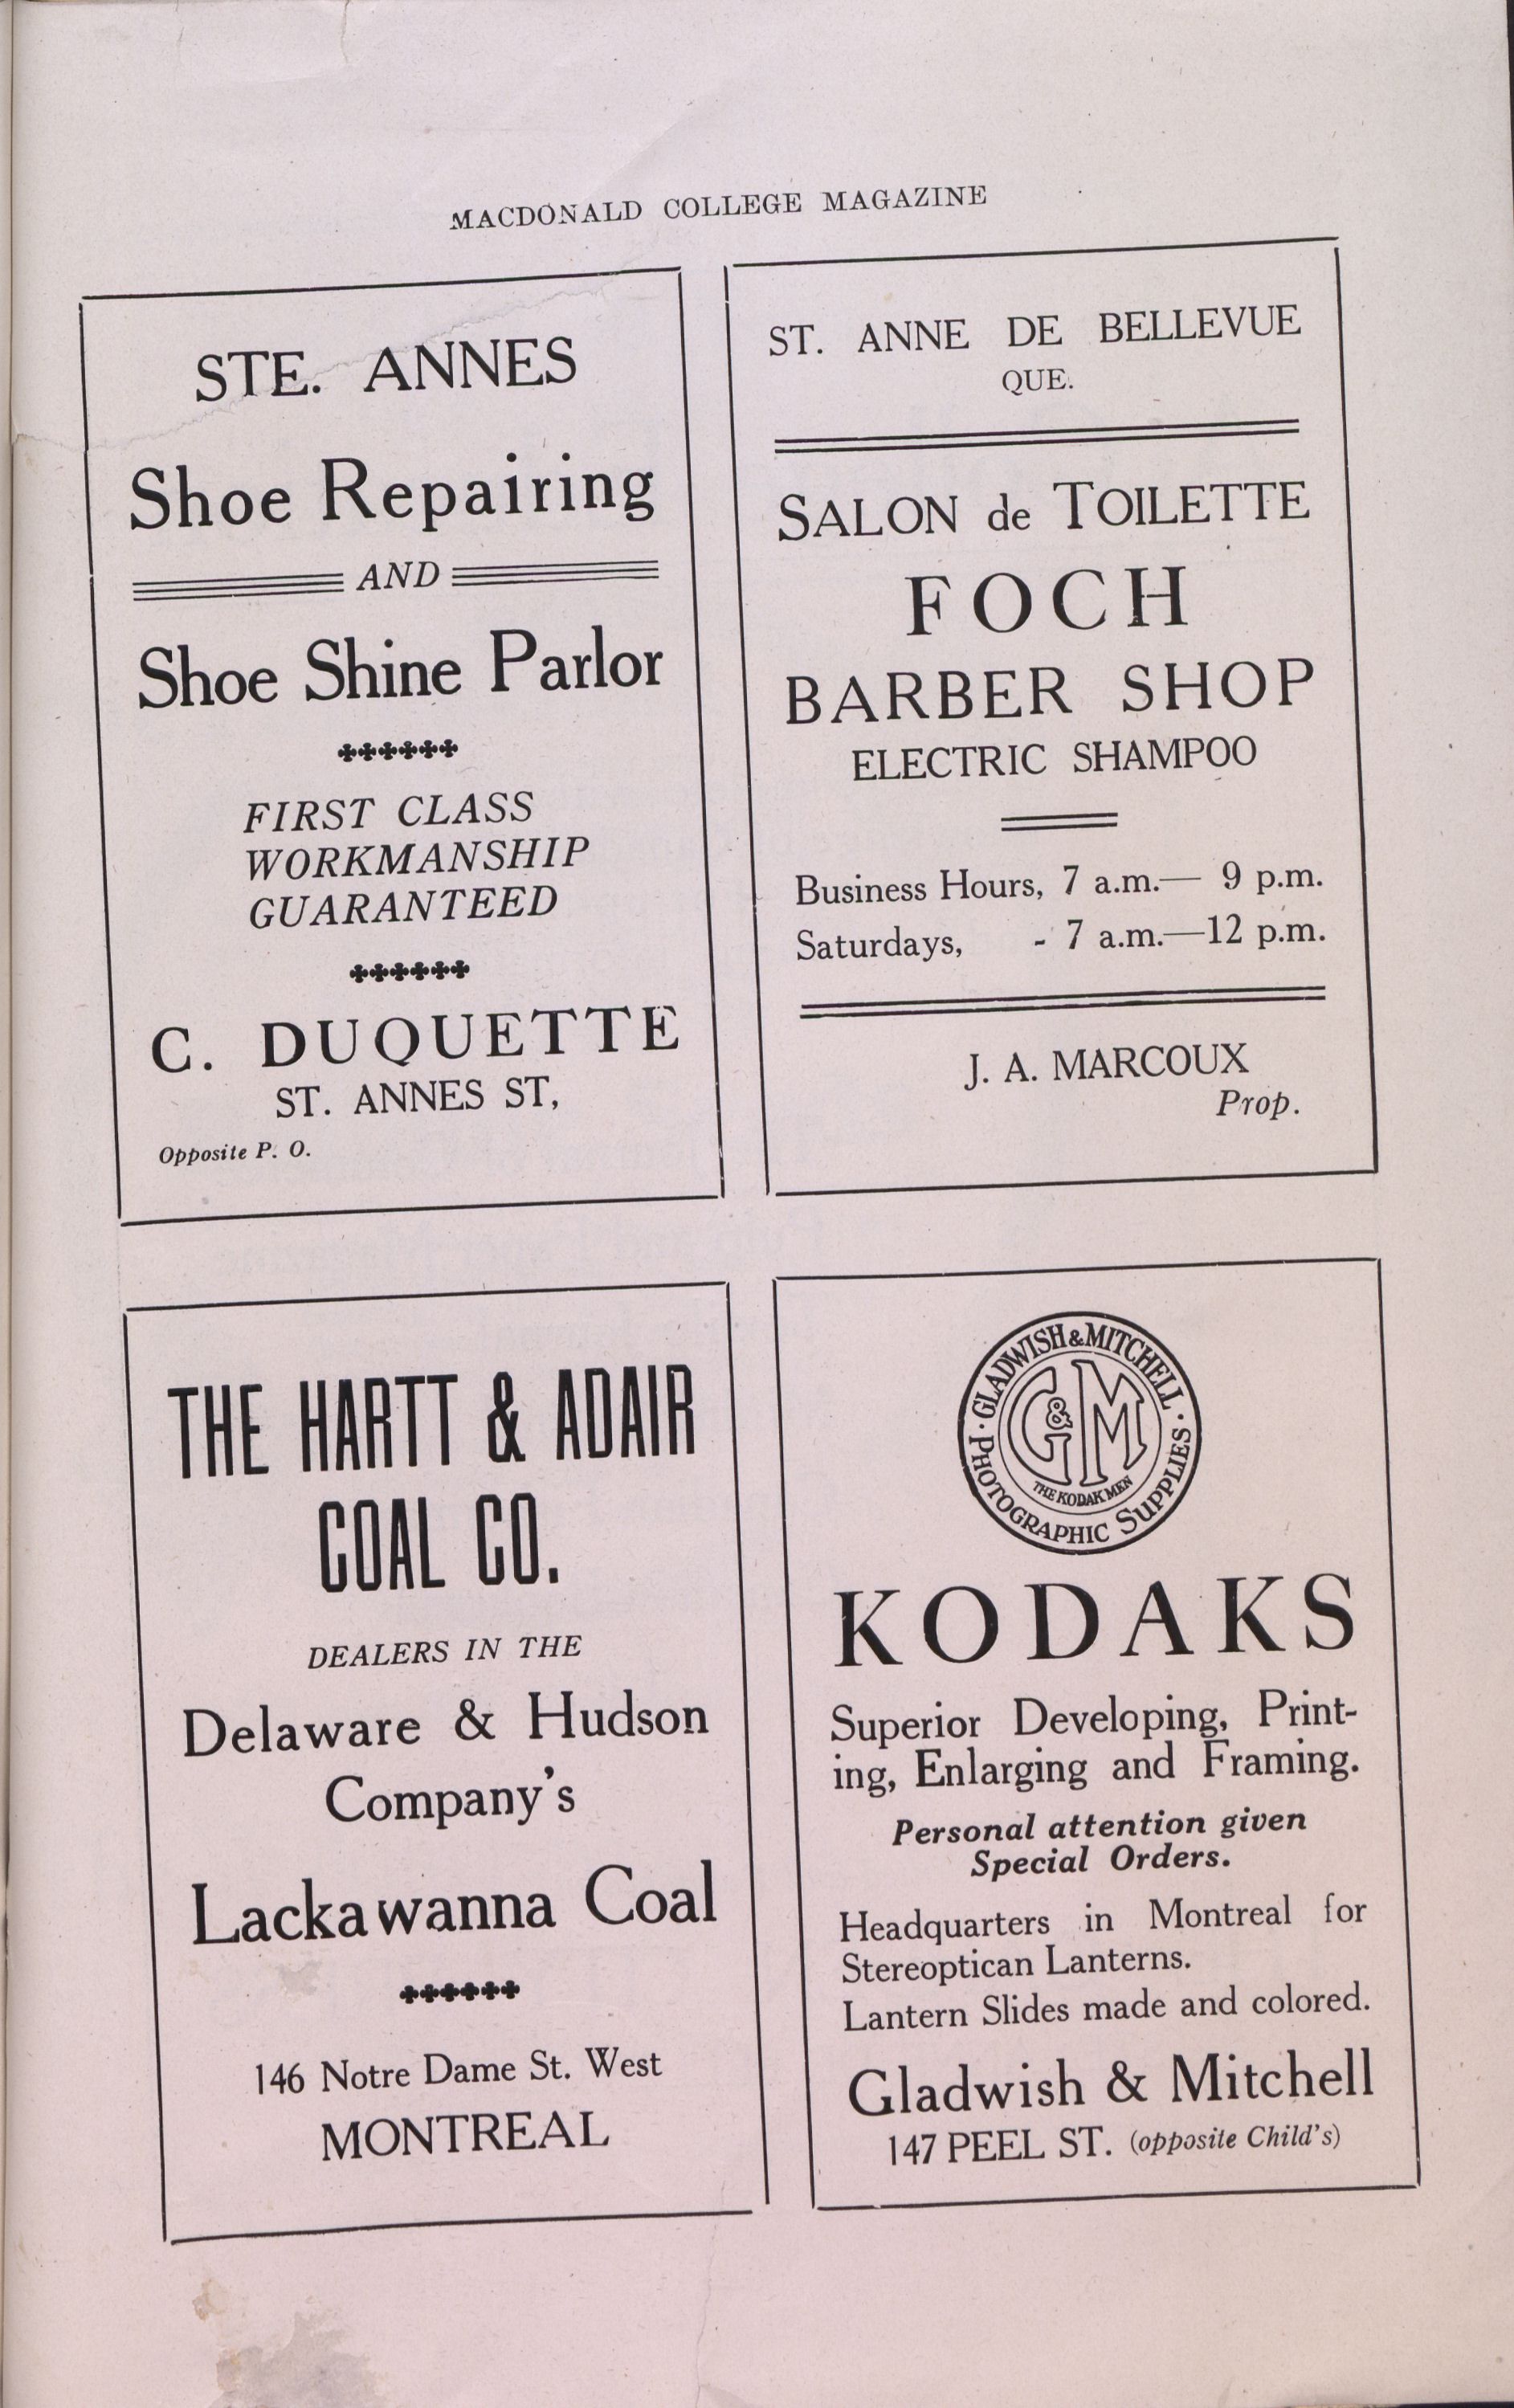 MACDONALD COLLEGE MAGAZINE
STE. ANNES
Shoe Repairing
AND
Shoe Shine Parlor
FIRST CLASS
WORKMANSHIP
GUARANTEED
C. DUQUETTE
ST. ANNES ST,
Opposite P. O.
ST. ANNE DE BELLEVUE
QUE.
SALON de TOILETTE
FOCH
BARBER SHOP
ELECTRIC SHAMPOO
Business Hours, 7 a.m.— 9 p.m.
Saturdays, - 7 a.m.—12 p.m.
J. A. MARCOUX
Prop.
THE HARTT & ADAIR
COAL CO.
DEALERS IN THE
Delaware & Hudson
Company's
Lackawanna Coal
146 Notre Dame St. West
MONTREAL
· GLADWISH & MITCHELL ·
G&M
THE KODAK MEN
PHOTOGRAPHIC SUPPLIES
KODAKS
Superior Developing, Print-
ing, Enlarging and Framing.
Personal attention given
Special Orders.
Headquarters in Montreal for
Stereoptican Lanterns.
Lantern Slides made and colored.
Gladwish & Mitchell
147 PEEL ST. (opposite Child's)